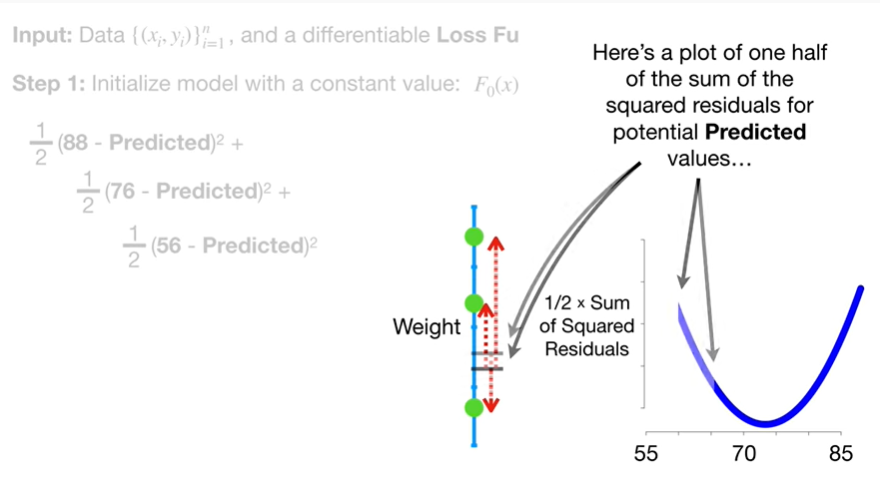 Input: Data {(xᵢ, yᵢ)}ⁿᵢ₌₁, and a differentiable Loss Fu
Step 1: Initialize model with a constant value: F₀(x)
1/2 (88 - Predicted)² +
1/2 (76 - Predicted)² +
1/2 (56 - Predicted)²
Here's a plot of one half
of the sum of the
squared residuals for
potential Predicted
values…
Weight
1/2 × Sum
of Squared
Residuals
55 70 85